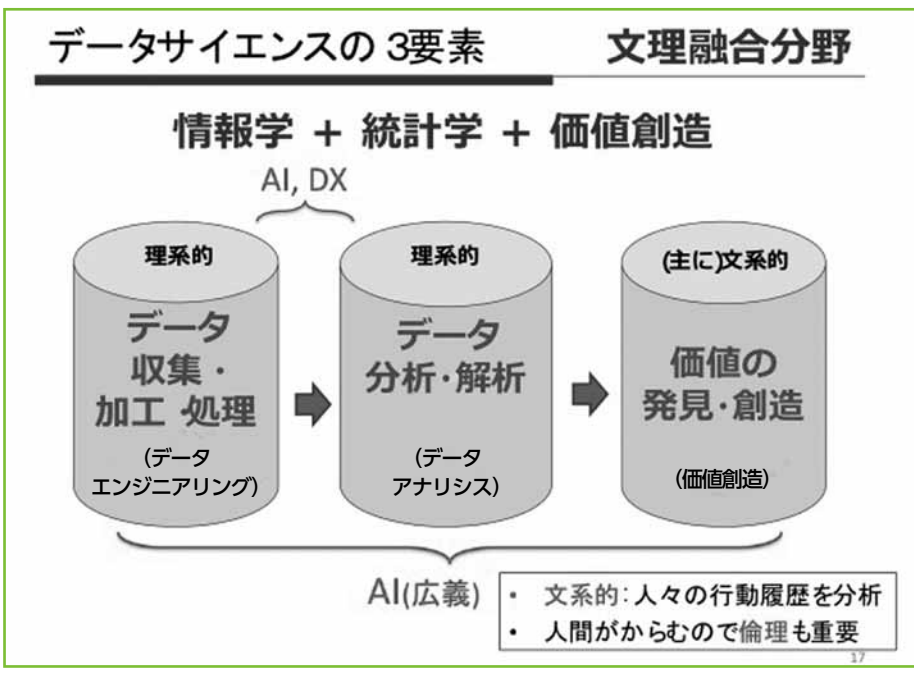 データサイエンスの 3要素
文理融合分野
情報学 + 統計学 + 価値創造
AI, DX
理系的
データ
収集・
加工・処理
(データ
エンジニアリング)
理系的
データ
分析・解析
(データ
アナリシス)
(主に)文系的
価値の
発見・創造
(価値創造)
AI(広義)
• 文系的：人々の行動履歴を分析
• 人間がからむので倫理も重要
17